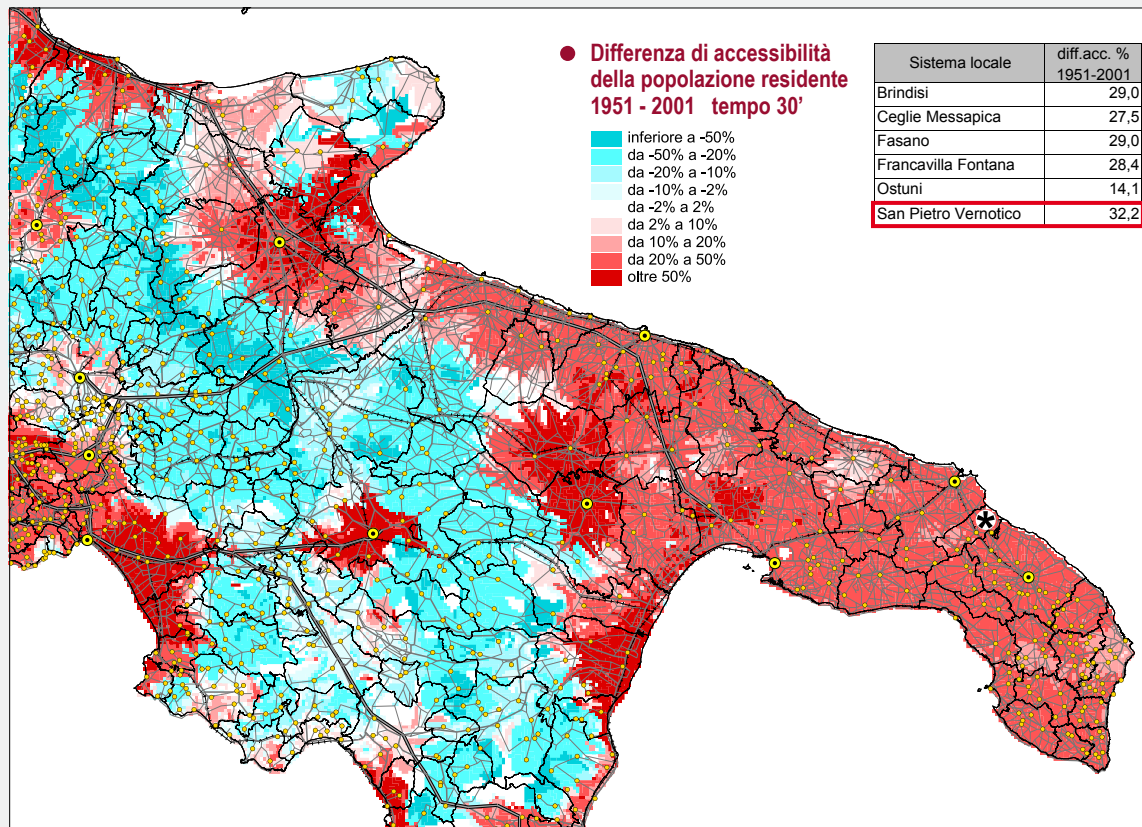 Differenza di accessibilità
della popolazione residente
1951 - 2001 tempo 30’
inferiore a -50%
da -50% a -20%
da -20% a -10%
da -10% a -2%
da -2% a 2%
da 2% a 10%
da 10% a 20%
da 20% a 50%
oltre 50%
Sistema locale diff.acc. % 1951-2001
Brindisi 29,0
Ceglie Messapica 27,5
Fasano 29,0
Francavilla Fontana 28,4
Ostuni 14,1
San Pietro Vernotico 32,2
*